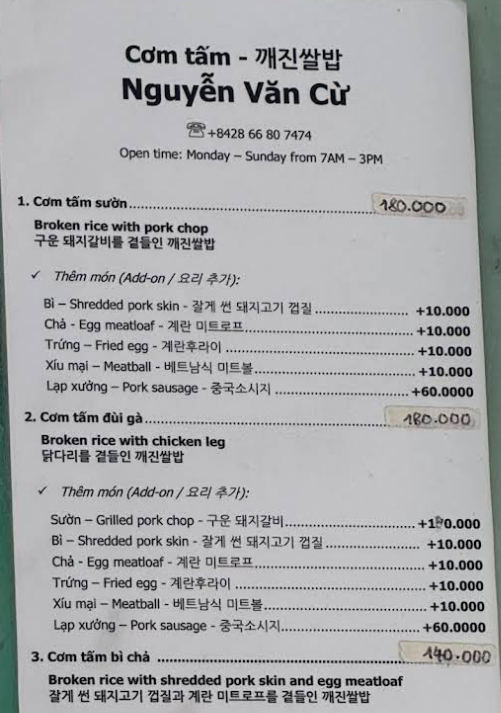 Cơm tấm - 깨진쌀밥
Nguyễn Văn Cừ
☏+8428 66 80 7474
Open time: Monday – Sunday from 7AM – 3PM
1. Cơm tấm sườn........................................ 180.000
Broken rice with pork chop
구운 돼지갈비를 곁들인 깨진쌀밥
✓ Thêm món (Add-on / 요리 추가):
Bì – Shredded pork skin - 잘게 썬 돼지고기 껍질 ...................... +10.000
Chả - Egg meatloaf - 계란 미트로프.................................... +10.000
Trứng – Fried egg - 계란후라이 ........................................ +10.000
Xíu mại – Meatball - 베트남식 미트볼................................... +10.000
Lạp xưởng – Pork sausage - 중국소시지............................... +60.0000
2. Cơm tấm đùi gà........................................ 180.000
Broken rice with chicken leg
닭다리를 곁들인 깨진쌀밥
✓ Thêm món (Add-on / 요리 추가):
Sườn – Grilled pork chop - 구운 돼지갈비.............................
Bì – Shredded pork skin - 잘게 썬 돼지고기 껍질 ...................... +10.000
Chả - Egg meatloaf - 계란 미트로프.................................... +10.000
Trứng – Fried egg - 계란후라이 ........................................ +10.000
Xíu mại – Meatball - 베트남식 미트볼................................... +10.000
Lạp xưởng – Pork sausage - 중국소시지............................... +60.0000
3. Cơm tấm bì chả ........................................ 140.000
Broken rice with shredded pork skin and egg meatloaf
잘게 썬 돼지고기 껍질과 계란 미트로프를 곁들인 깨진쌀밥